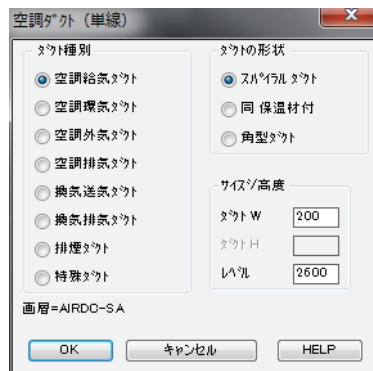 空調ﾀﾞｸﾄ（単線）
ﾀﾞｸﾄ種別
空調給気ﾀﾞｸﾄ
空調環気ﾀﾞｸﾄ
空調外気ﾀﾞｸﾄ
空調排気ﾀﾞｸﾄ
換気送気ﾀﾞｸﾄ
換気排気ﾀﾞｸﾄ
排煙ﾀﾞｸﾄ
特殊ﾀﾞｸﾄ
ﾀﾞｸﾄの形状
ｽﾊﾟｲﾗﾙ ﾀﾞｸﾄ
同 保温材付
角型ﾀﾞｸﾄ
ｻｲｽﾞ/高度
ﾀﾞｸﾄ W 200
ﾀﾞｸﾄ H
ﾚﾍﾞﾙ 2600
画層=AIRDC-SA
OK キャンセル HELP